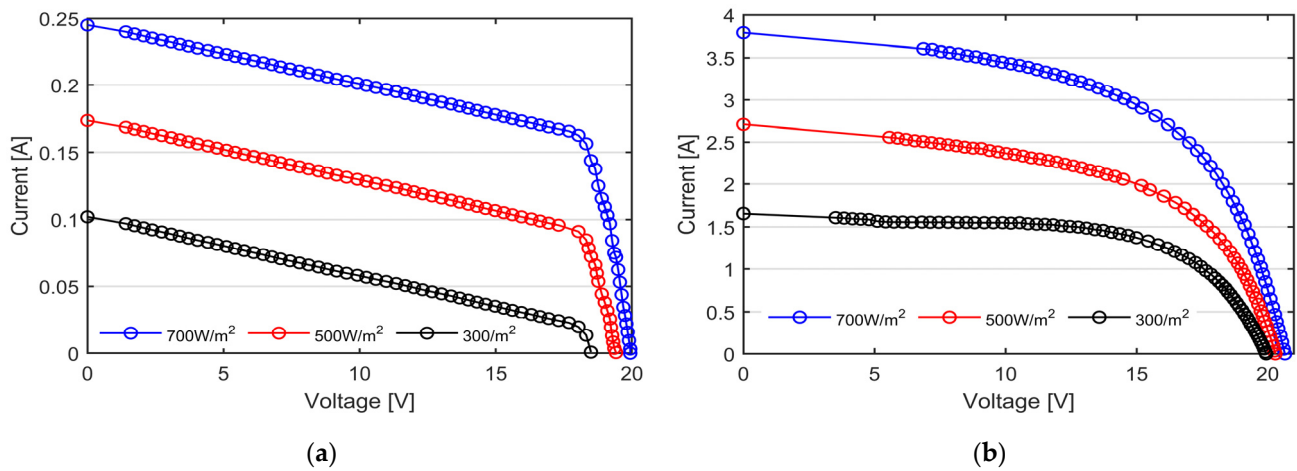 0.25
0.2
0.15
0.1
0.05
0
Current [A]
0 5 10 15 20
Voltage [V]
700W/m² 500W/m² 300/m²
(a)
4
3.5
3
2.5
2
1.5
1
0.5
0
Current [A]
0 5 10 15 20
Voltage [V]
700W/m² 500W/m² 300/m²
(b)